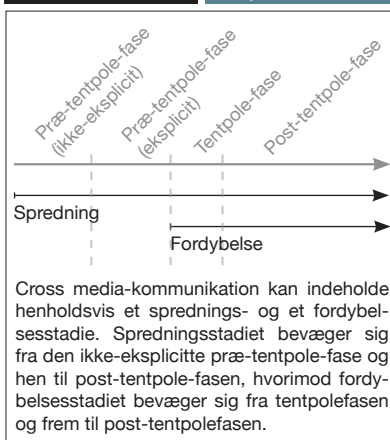 Præ-tentpole-fase
(ikke-eksplicit)
Præ-tentpole-fase
(eksplicit)
Tentpole-fase
Post-tentpole-fase
Spredning
Fordybelse
Cross media-kommunikation kan indeholde
henholdsvis et sprednings- og et fordybel-
sesstadie. Spredningsstadiet bevæger sig
fra den ikke-eksplicitte præ-tentpole-fase og
hen til post-tentpole-fasen, hvorimod fordy-
belsesstadiet bevæger sig fra tentpolefasen
og frem til post-tentpolefasen.